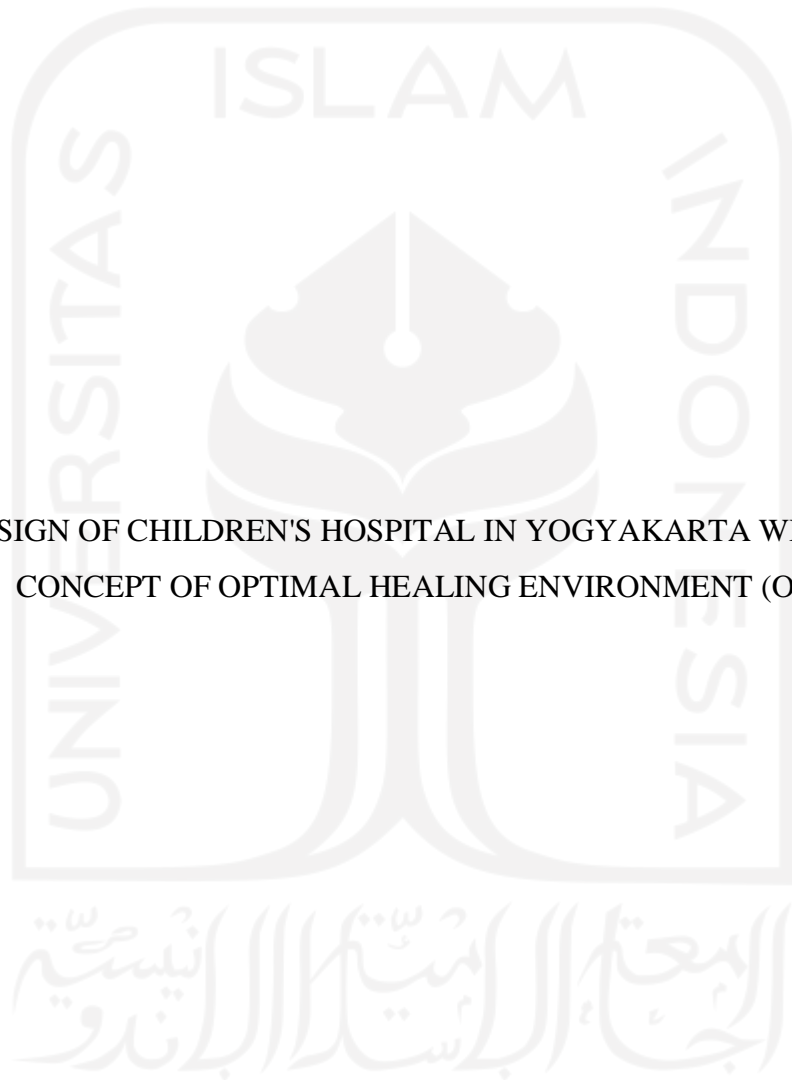 ISLAM
UNIVERSITAS
INDONESIA
SIGN OF CHILDREN'S HOSPITAL IN YOGYAKARTA WI
CONCEPT OF OPTIMAL HEALING ENVIRONMENT (O